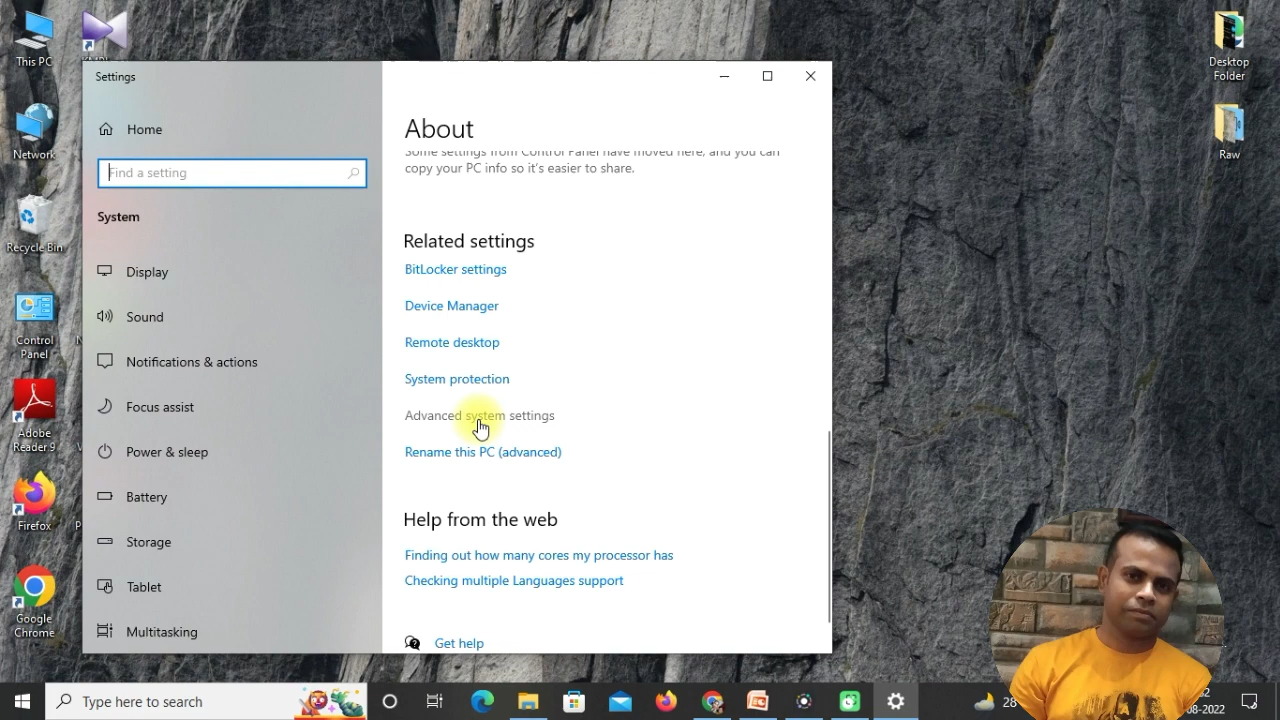 This PC
Network
Recycle Bin
Control
Panel
Adobe
Reader 9
Firefox
Google
Chrome
Settings
Home
Find a setting
System
Display
Sound
Notifications & actions
Focus assist
Power & sleep
Battery
Storage
Tablet
Multitasking
About
Some settings from Control Panel have moved here, and you can
copy your PC info so it's easier to share.
Related settings
BitLocker settings
Device Manager
Remote desktop
System protection
Advanced system settings
Rename this PC (advanced)
Help from the web
Finding out how many cores my processor has
Checking multiple Languages support
Get help
Desktop
Folder
Raw
Type here to search
28
08-2022